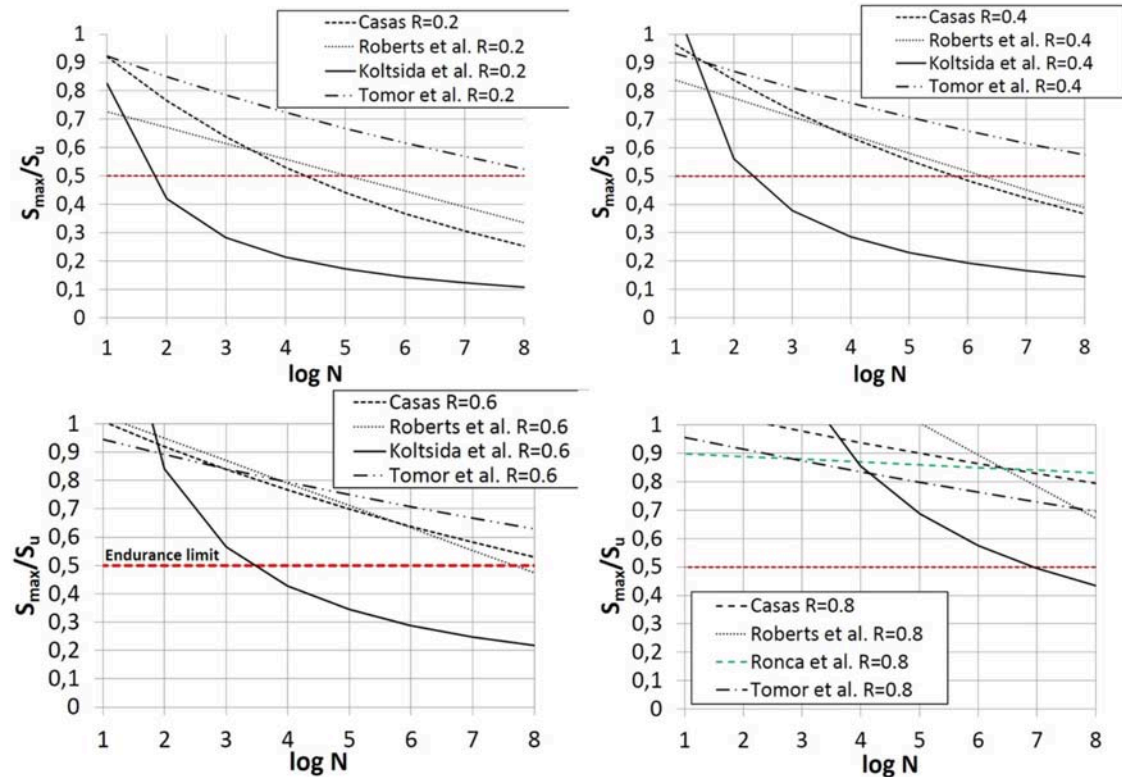 Casas R=0.2
Roberts et al. R=0.2
Koltsida et al. R=0.2
Tomor et al. R=0.2
1
0,9
0,8
0,7
0,6
0,5
0,4
0,3
0,2
0,1
0
Smax/Su
1 2 3 4 5 6 7 8
log N
Casas R=0.4
Roberts et al. R=0.4
Koltsida et al. R=0.4
Tomor et al. R=0.4
1
0,9
0,8
0,7
0,6
0,5
0,4
0,3
0,2
0,1
0
Smax/Su
1 2 3 4 5 6 7 8
log N
Casas R=0.6
Roberts et al. R=0.6
Koltsida et al. R=0.6
Tomor et al. R=0.6
Endurance limit
1
0,9
0,8
0,7
0,6
0,5
0,4
0,3
0,2
0,1
0
Smax/Su
1 2 3 4 5 6 7 8
log N
1
0,9
0,8
0,7
0,6
0,5
0,4
0,3
0,2
0,1
0
Smax/Su
Casas R=0.8
Roberts et al. R=0.8
Ronca et al. R=0.8
Tomor et al. R=0.8
1 2 3 4 5 6 7 8
log N